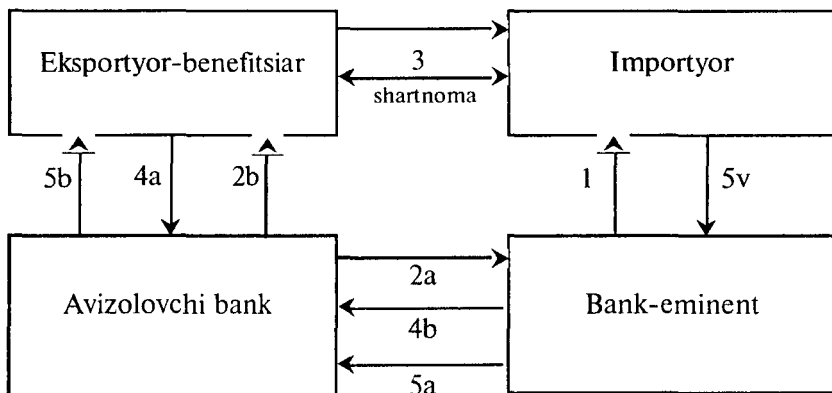 Eksportyor-benefitsiar
3
shartnoma
Importyor
5b
4a
2b
1
5v
Avizolovchi bank
2a
4b
5a
Bank-eminent